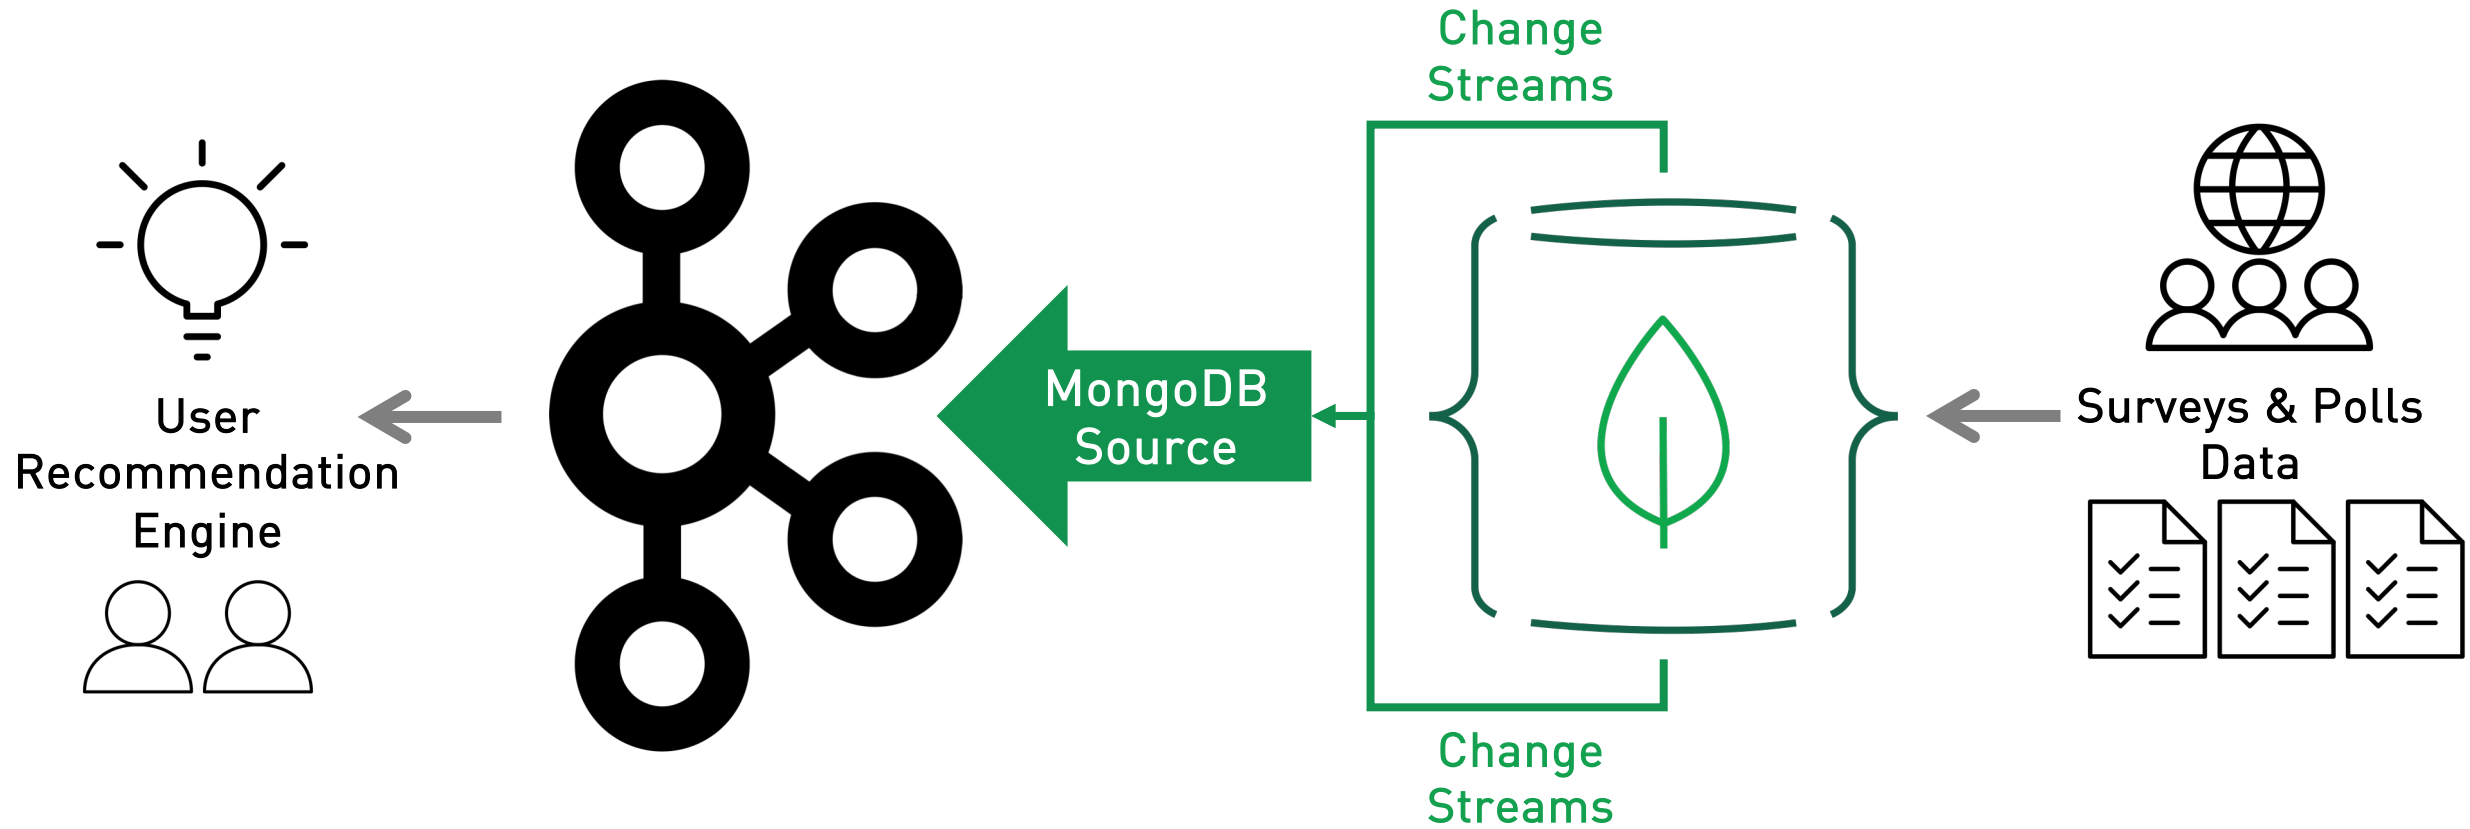 Change
Streams
User
Recommendation
Engine
MongoDB
Source
Surveys & Polls
Data
Change
Streams